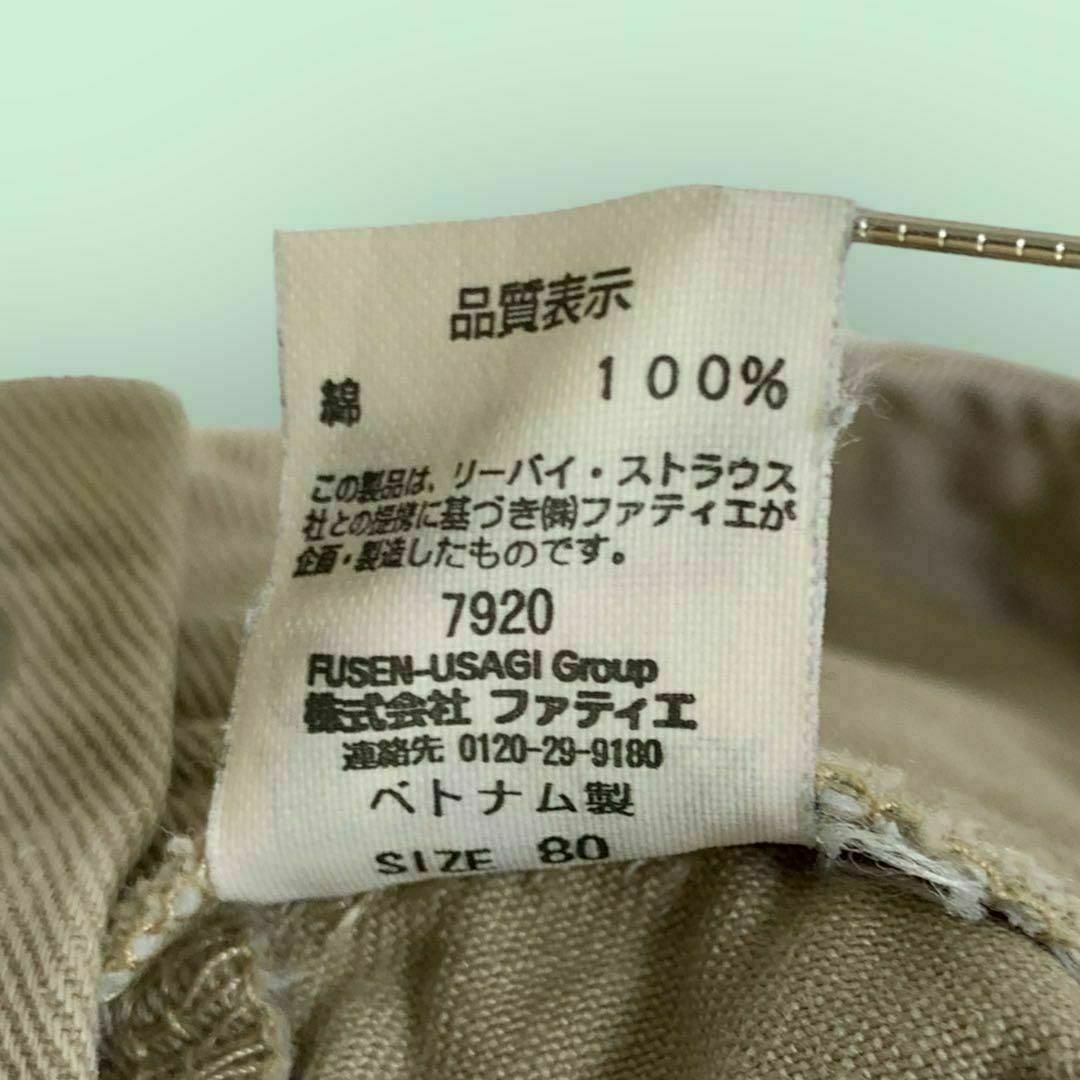 品質表示
綿 100%
この製品は、リーバイ・ストラウス
社との提携に基づき㈱ファティエが
企画・製造したものです。
7920
FUSEN-USAGI Group
株式会社 ファティエ
連絡先 0120-29-9180
ベトナム製
SIZE 80